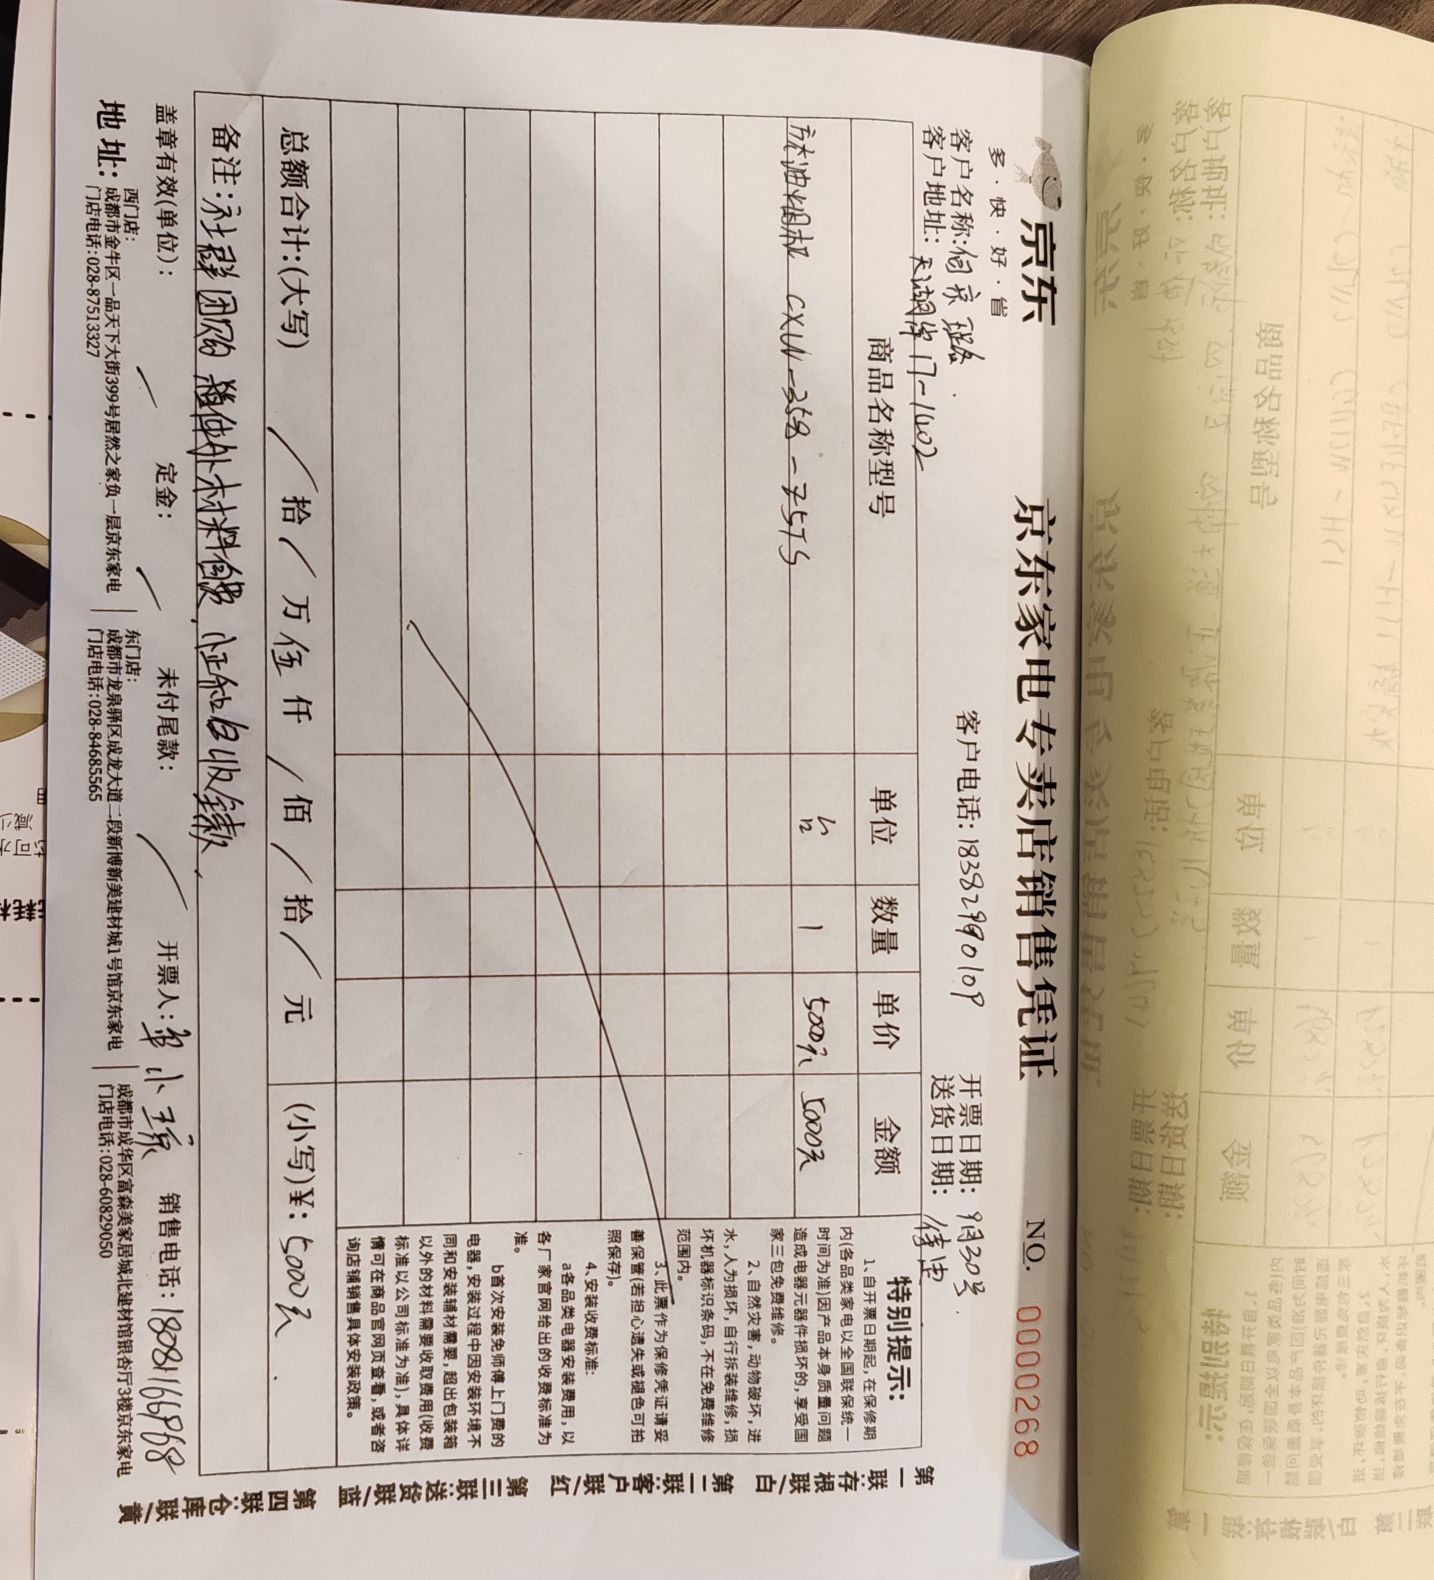 京东
多·快·好·省
京东家电专卖店销售凭证
NO. 0000268
客户名称:何京
客户电话:18382990109
开票日期:9月30号.
客户地址:天湖岸17-1402
送货日期:
商品名称型号 单位 数量 单价 金额
方太油烟机 CXW-358-Z5TS 台 1 5000元 5000元
总额合计:(大写) / 拾 / 万 伍 仟 / 佰 / 拾 / 元 (小写)¥: 5000元.
备注:社群团购
特别提示:
1、自开票日期起,在保修期
内(各品类家电以全国联保统一
时间为准)因产品本身质量问题
造成电器元器件损坏的,享受国
家三包免费维修。
2、自然灾害,动物破坏,进
水,人为损坏,自行拆装维修,损
坏机器标识条码,不在免费维修
范围内。
3、此票作为保修凭证请妥
善保管(若担心遗失或褪色可拍
照保存)。
4、安装收费标准:
a各品类电器安装费用,以
各厂家官网给出的收费标准为
准。
b首次安装免师傅上门费的
电器,安装过程中因安装环境不
同和安装辅材需要,超出包装箱
以外的材料需要收取费用(收费
标准以公司标准为准),具体详
情可在商品官网页查看,或者咨
询店铺销售具体安装政策。
第一联:存根联/白 第二联:客户联/红 第三联:送货联/蓝 第四联:仓库联/黄
盖章有效(单位): / 定金: / 未付尾款: / 开票人: 销售电话:18081166968
地址:
西门店:
成都市金牛区一品天下大街399号居然之家负一层京东家电
门店电话:028-87513327
东门店:
成都市龙泉驿区成龙大道二段新博新美建材城1号馆京东家电
门店电话:028-84685565
成都市成华区富森美家居城北建材馆银杏厅3楼京东家电
门店电话:028-60829050